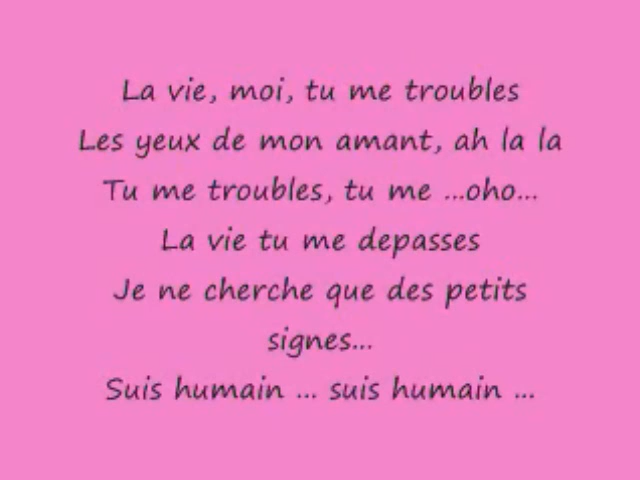 La vie, moi, tu me troubles
Les yeux de mon amant, ah la la
Tu me troubles, tu me ...oho...
La vie tu me depasses
Je ne cherche que des petits
signes...
Suis humain ... suis humain ...